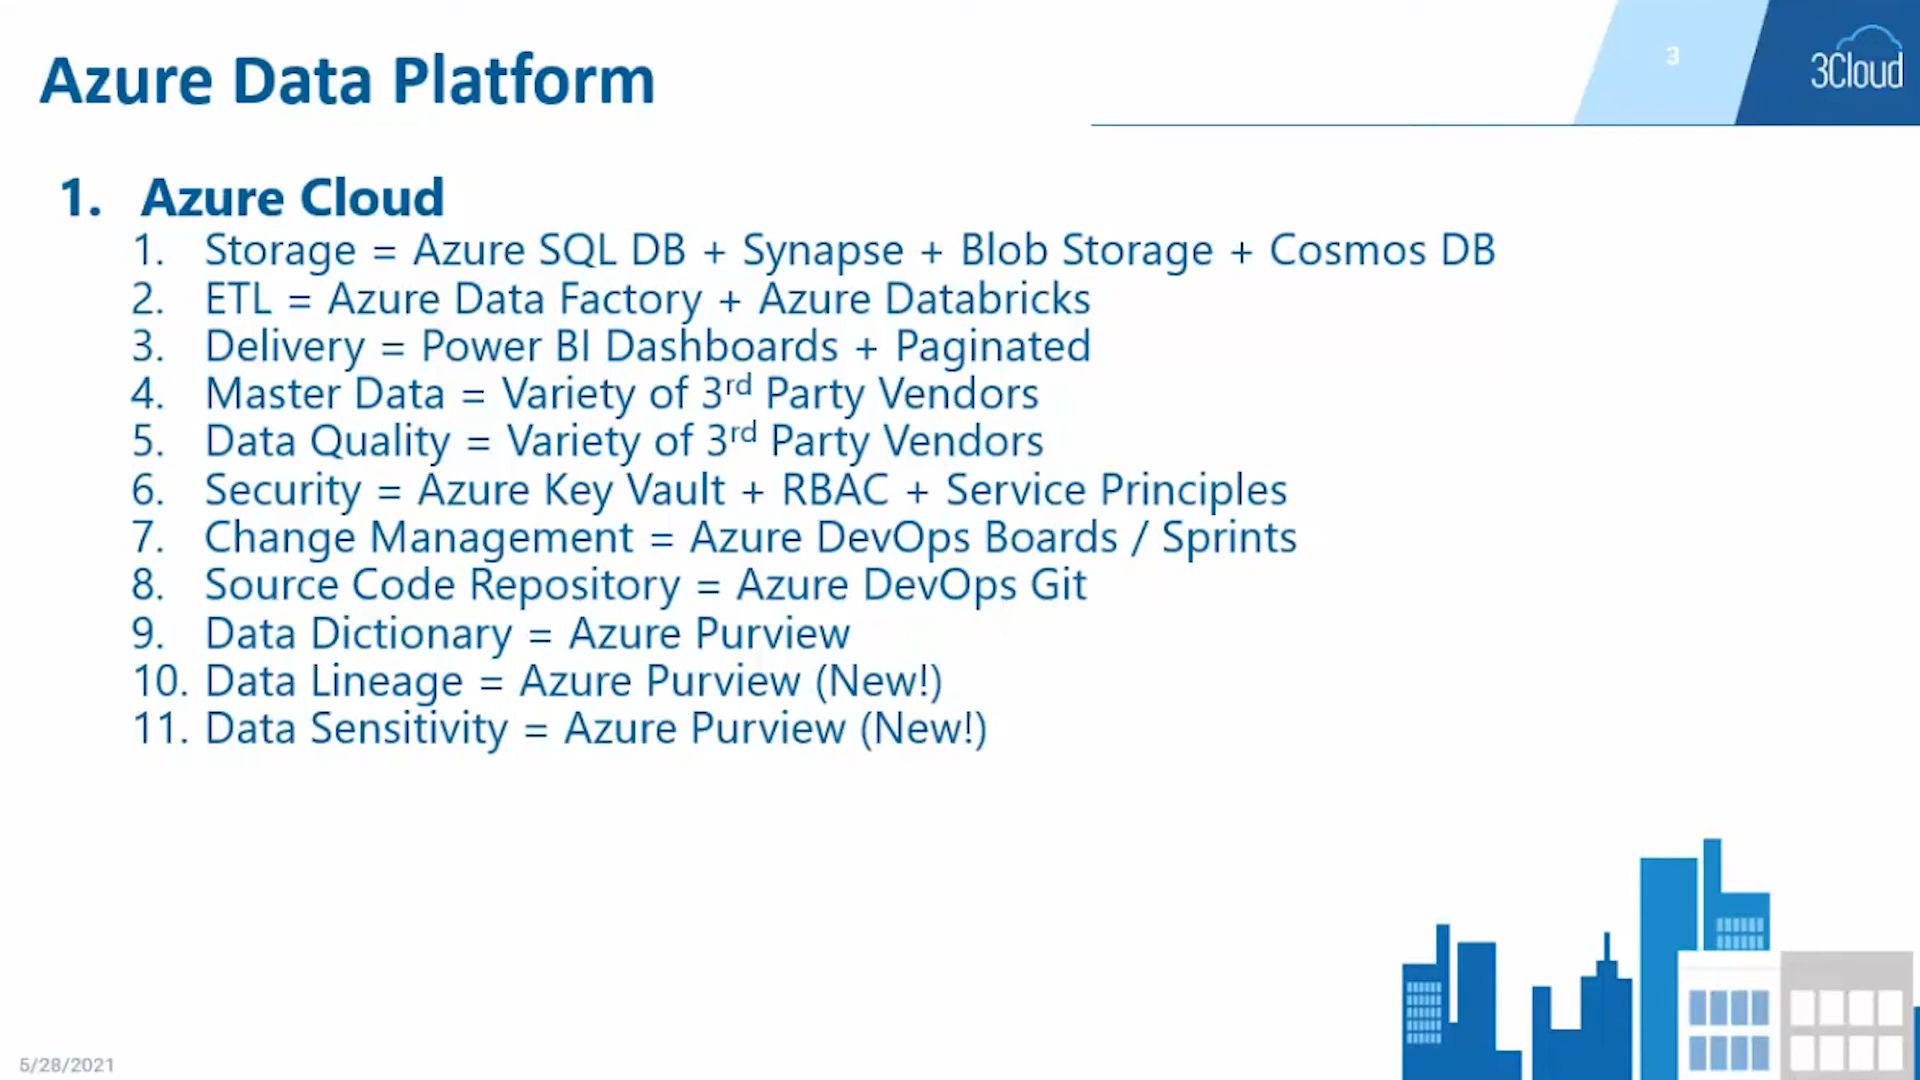 Azure Data Platform
3
3Cloud
1. Azure Cloud
1. Storage = Azure SQL DB + Synapse + Blob Storage + Cosmos DB
2. ETL = Azure Data Factory + Azure Databricks
3. Delivery = Power BI Dashboards + Paginated
4. Master Data = Variety of 3rd Party Vendors
5. Data Quality = Variety of 3rd Party Vendors
6. Security = Azure Key Vault + RBAC + Service Principles
7. Change Management = Azure DevOps Boards / Sprints
8. Source Code Repository = Azure DevOps Git
9. Data Dictionary = Azure Purview
10. Data Lineage = Azure Purview (New!)
11. Data Sensitivity = Azure Purview (New!)
5/28/2021